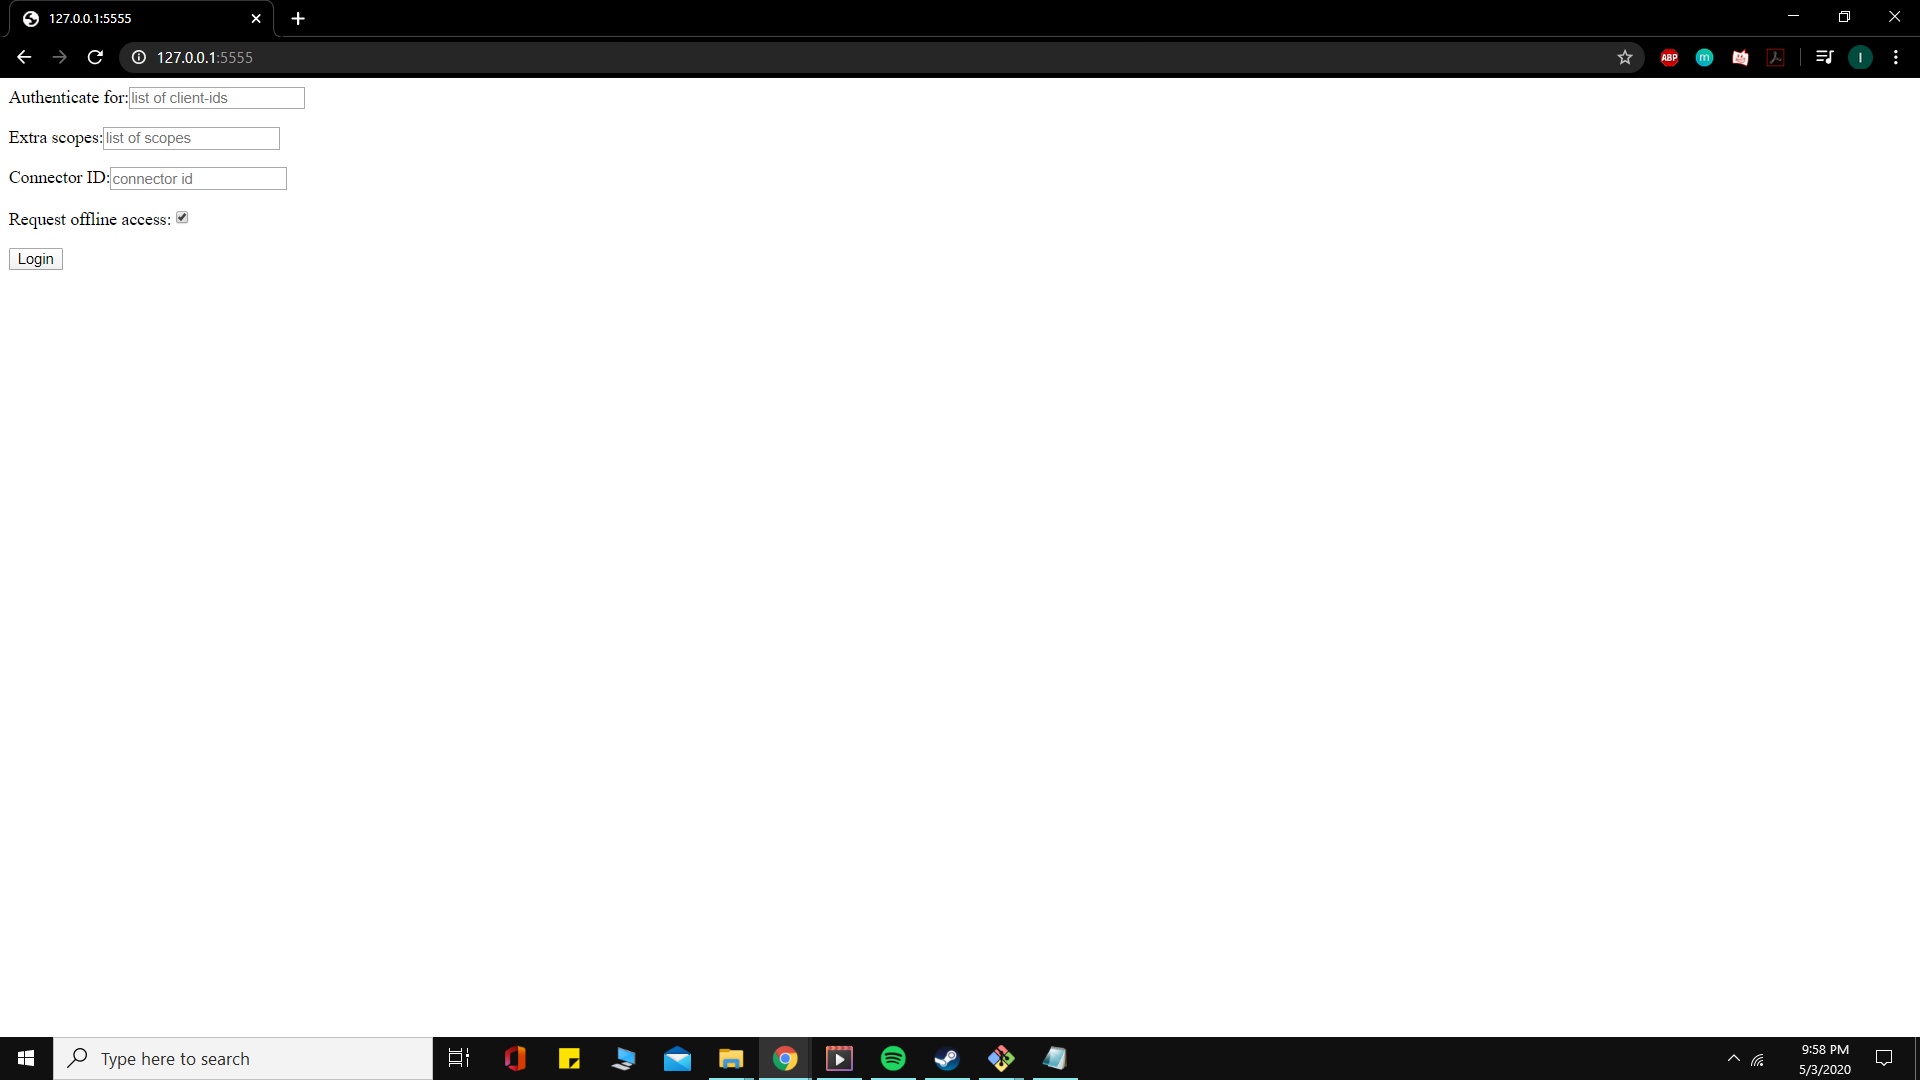 127.0.0.1:5555
127.0.0.1:5555
ABP
m
I
Authenticate for:list of client-ids
Extra scopes:list of scopes
Connector ID:connector id
Request offline access:
Login
Type here to search
9:58 PM
5/3/2020